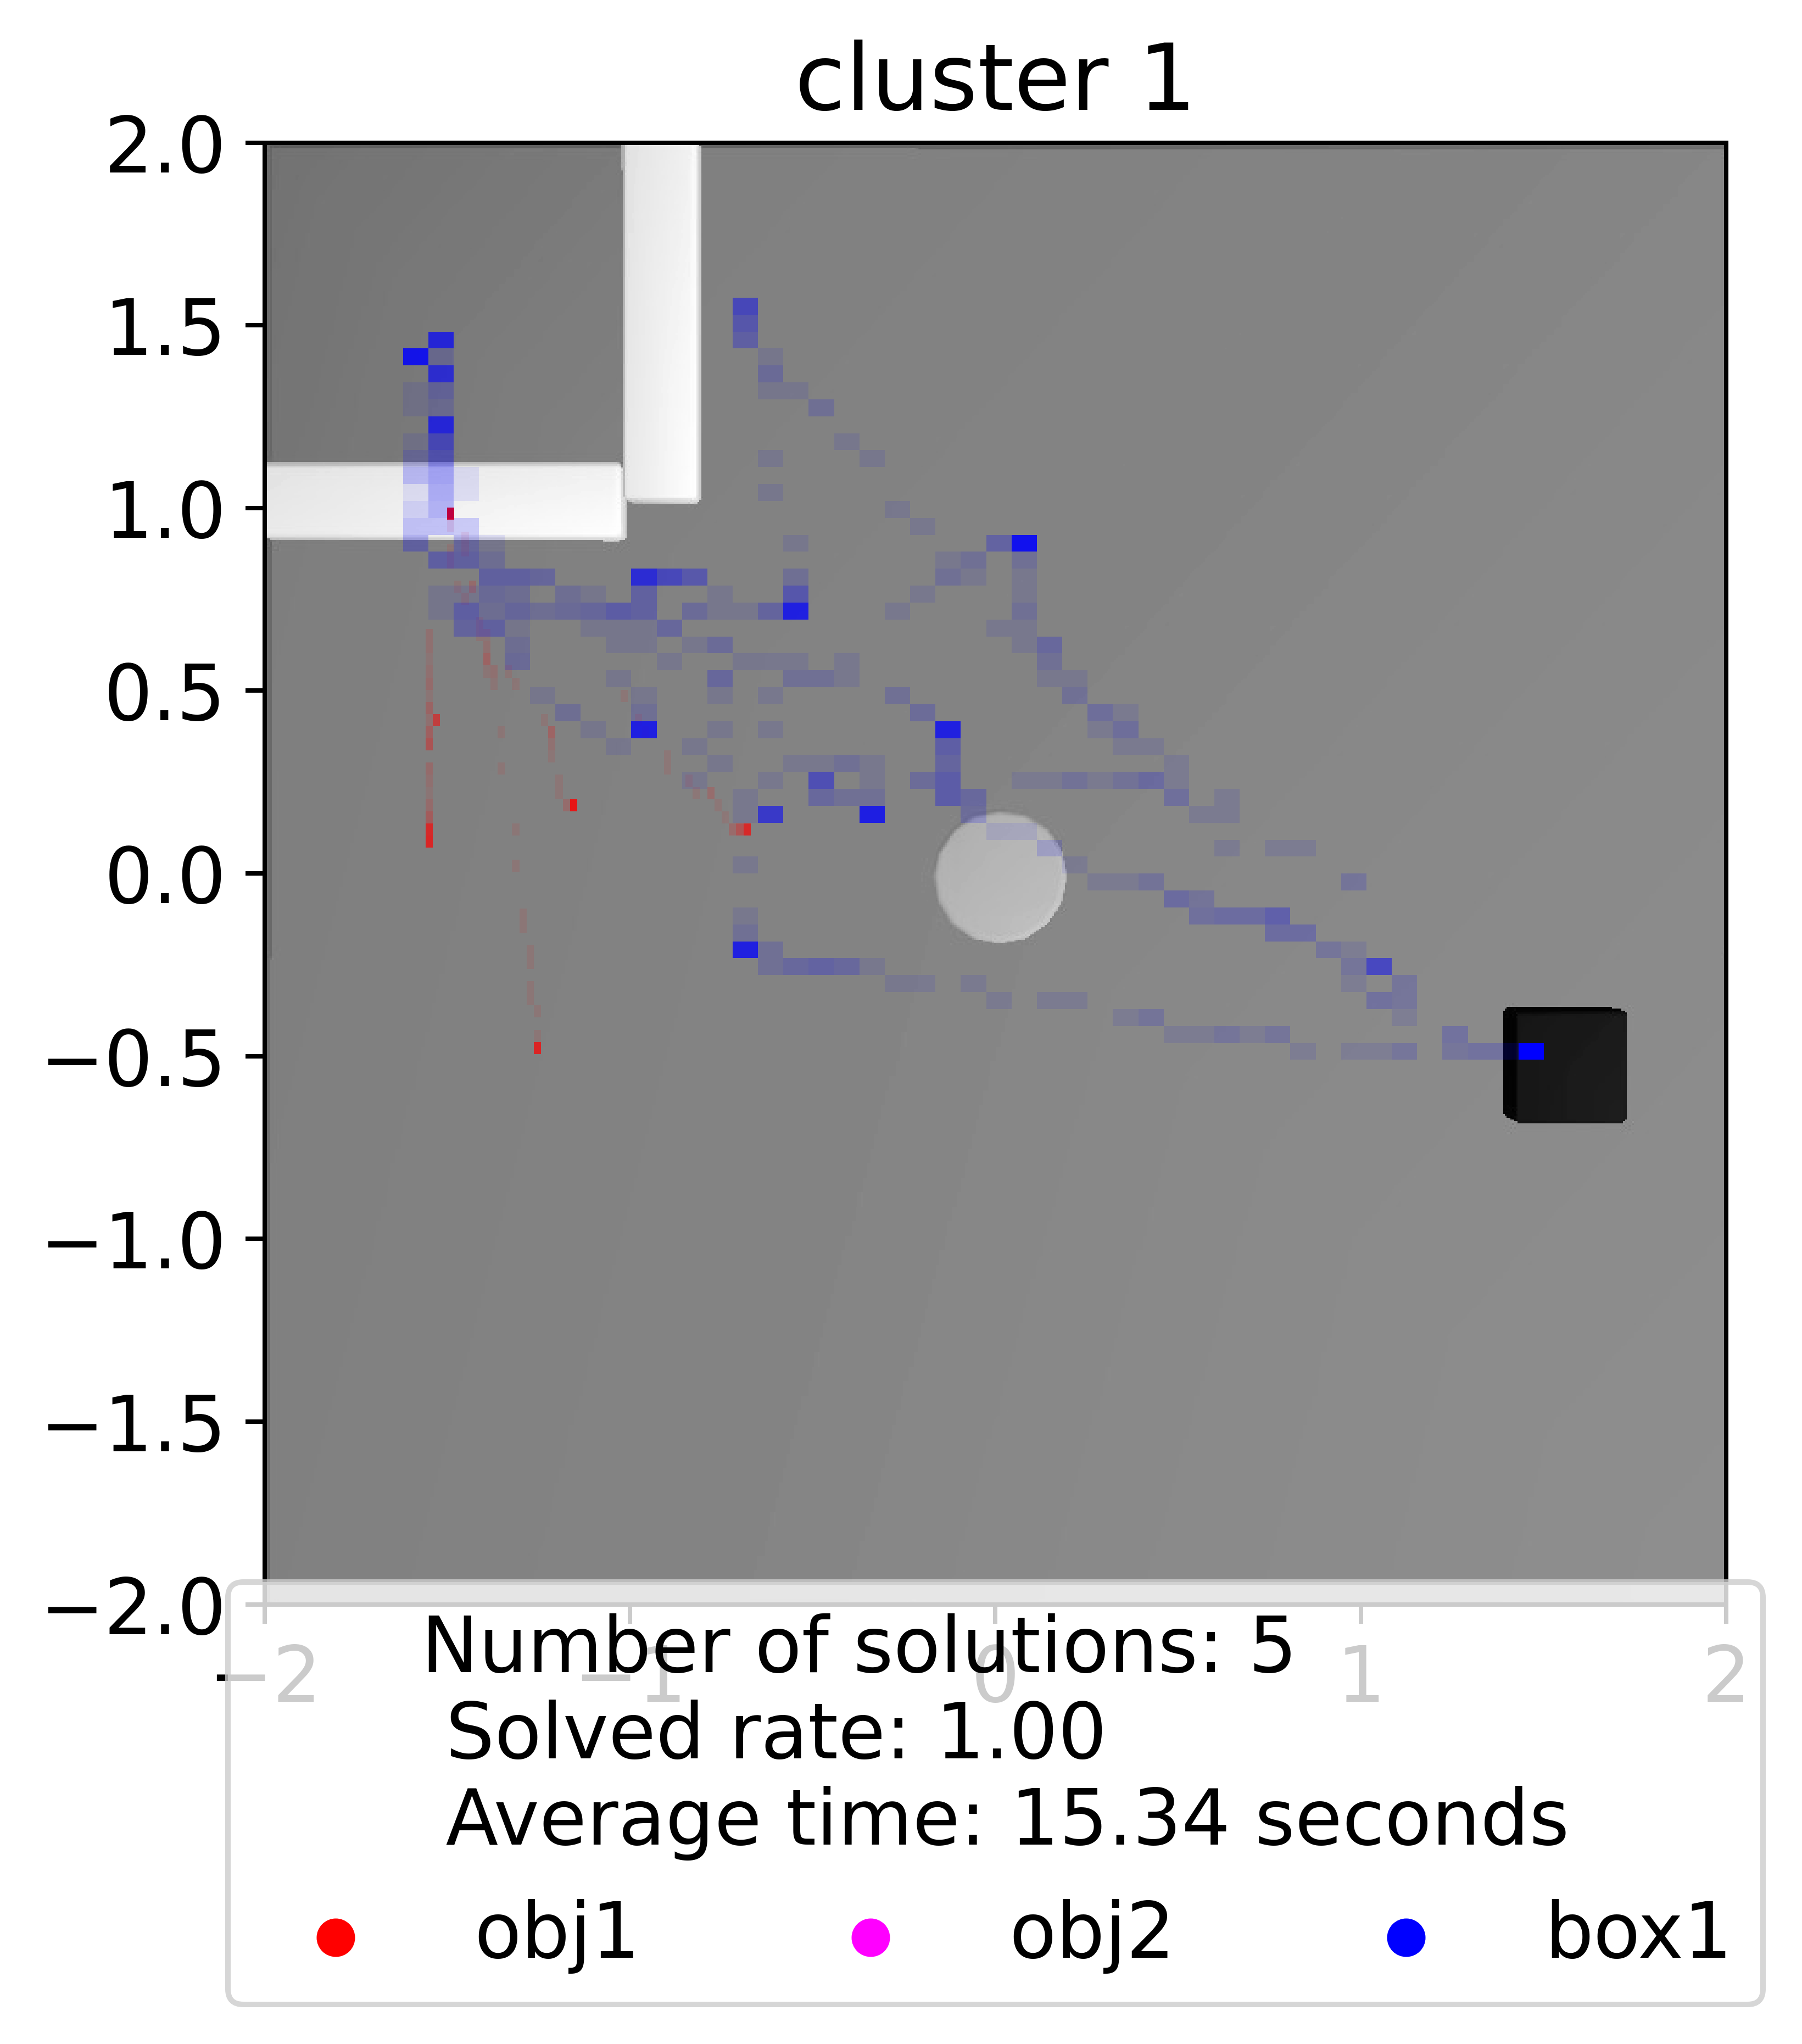 cluster 1
2.0
1.5
1.0
0.5
0.0
−0.5
−1.0
−1.5
−2.0
−2 −1 0 1 2
Number of solutions: 5
Solved rate: 1.00
Average time: 15.34 seconds
obj1 obj2 box1